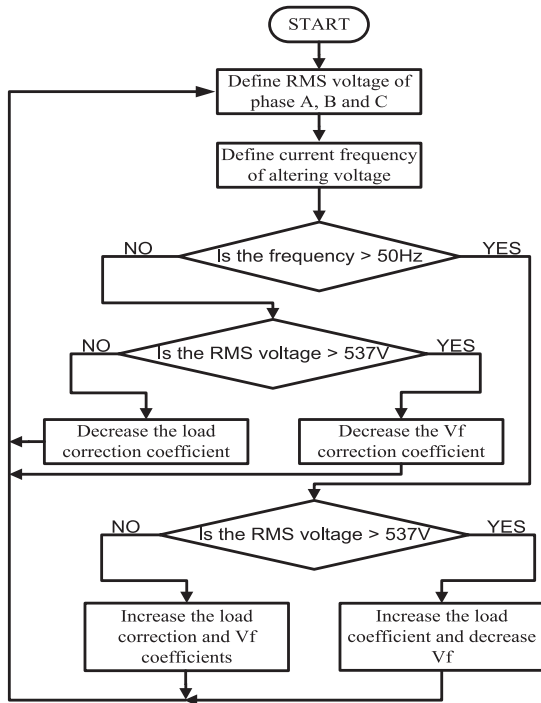 START
Define RMS voltage of
phase A, B and C
Define current frequency
of altering voltage
Is the frequency > 50Hz
NO
YES
Is the RMS voltage > 537V
NO
YES
Decrease the load
correction coefficient
Decrease the Vf
correction coefficient
Is the RMS voltage > 537V
NO
YES
Increase the load
correction and Vf
coefficients
Increase the load
coefficient and decrease
Vf